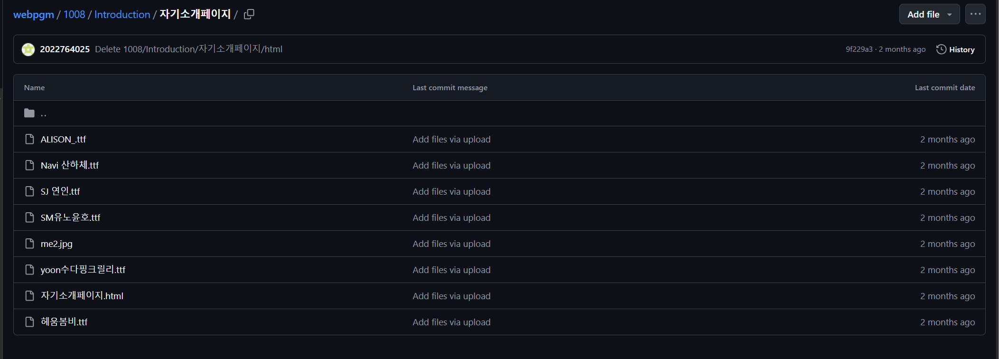 webpgm / 1008 / Introduction / 자기소개페이지 /
Add file
2022764025 Delete 1008/Introduction/자기소개페이지/html
9f229a3 · 2 months ago
History
Name Last commit message Last commit date
..
ALISON_.ttf Add files via upload 2 months ago
Navi 산하체.ttf Add files via upload 2 months ago
SJ 연인.ttf Add files via upload 2 months ago
SM유노윤호.ttf Add files via upload 2 months ago
me2.jpg Add files via upload 2 months ago
yoon수다핑크릴리.ttf Add files via upload 2 months ago
자기소개페이지.html Add files via upload 2 months ago
헤움봄비.ttf Add files via upload 2 months ago